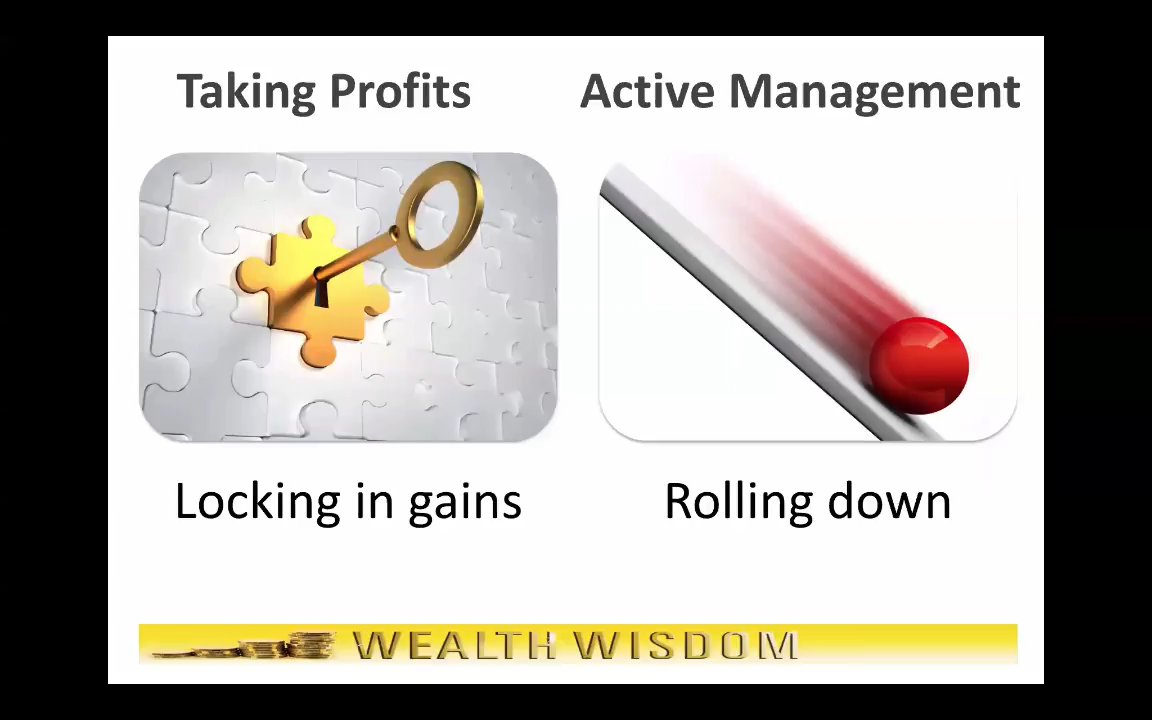 Taking Profits
Active Management
Locking in gains
Rolling down
WEALTH WISDOM